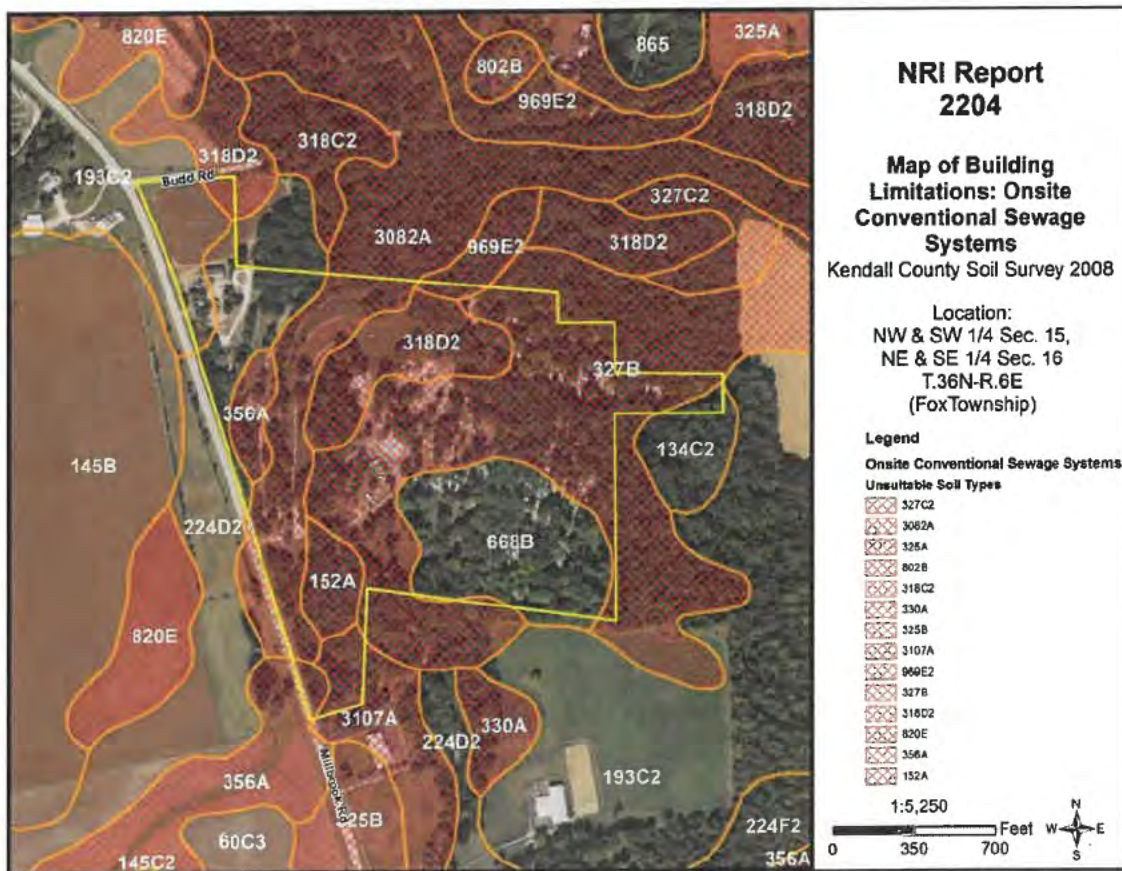 820E
865
325A
802B
969E2
318D2
318C2
318D2
193C2
Budd Rd
327C2
3082A
969E2
318D2
318D2
327B
356A
134C2
145B
224D2
668B
152A
820E
3107A
330A
224D2
193C2
356A
Millbrook Rd
25B
60C3
224F2
145C2
356A
NRI Report
2204
Map of Building
Limitations: Onsite
Conventional Sewage
Systems
Kendall County Soil Survey 2008
Location:
NW & SW 1/4 Sec. 15,
NE & SE 1/4 Sec. 16
T.36N-R.6E
(FoxTownship)
Legend
Onsite Conventional Sewage Systems
Unsuitable Soil Types
327C2
3082A
325A
802B
318C2
330A
325B
3107A
969E2
327B
318D2
820E
356A
152A
1:5,250
Feet
0 350 700
N
W E
S